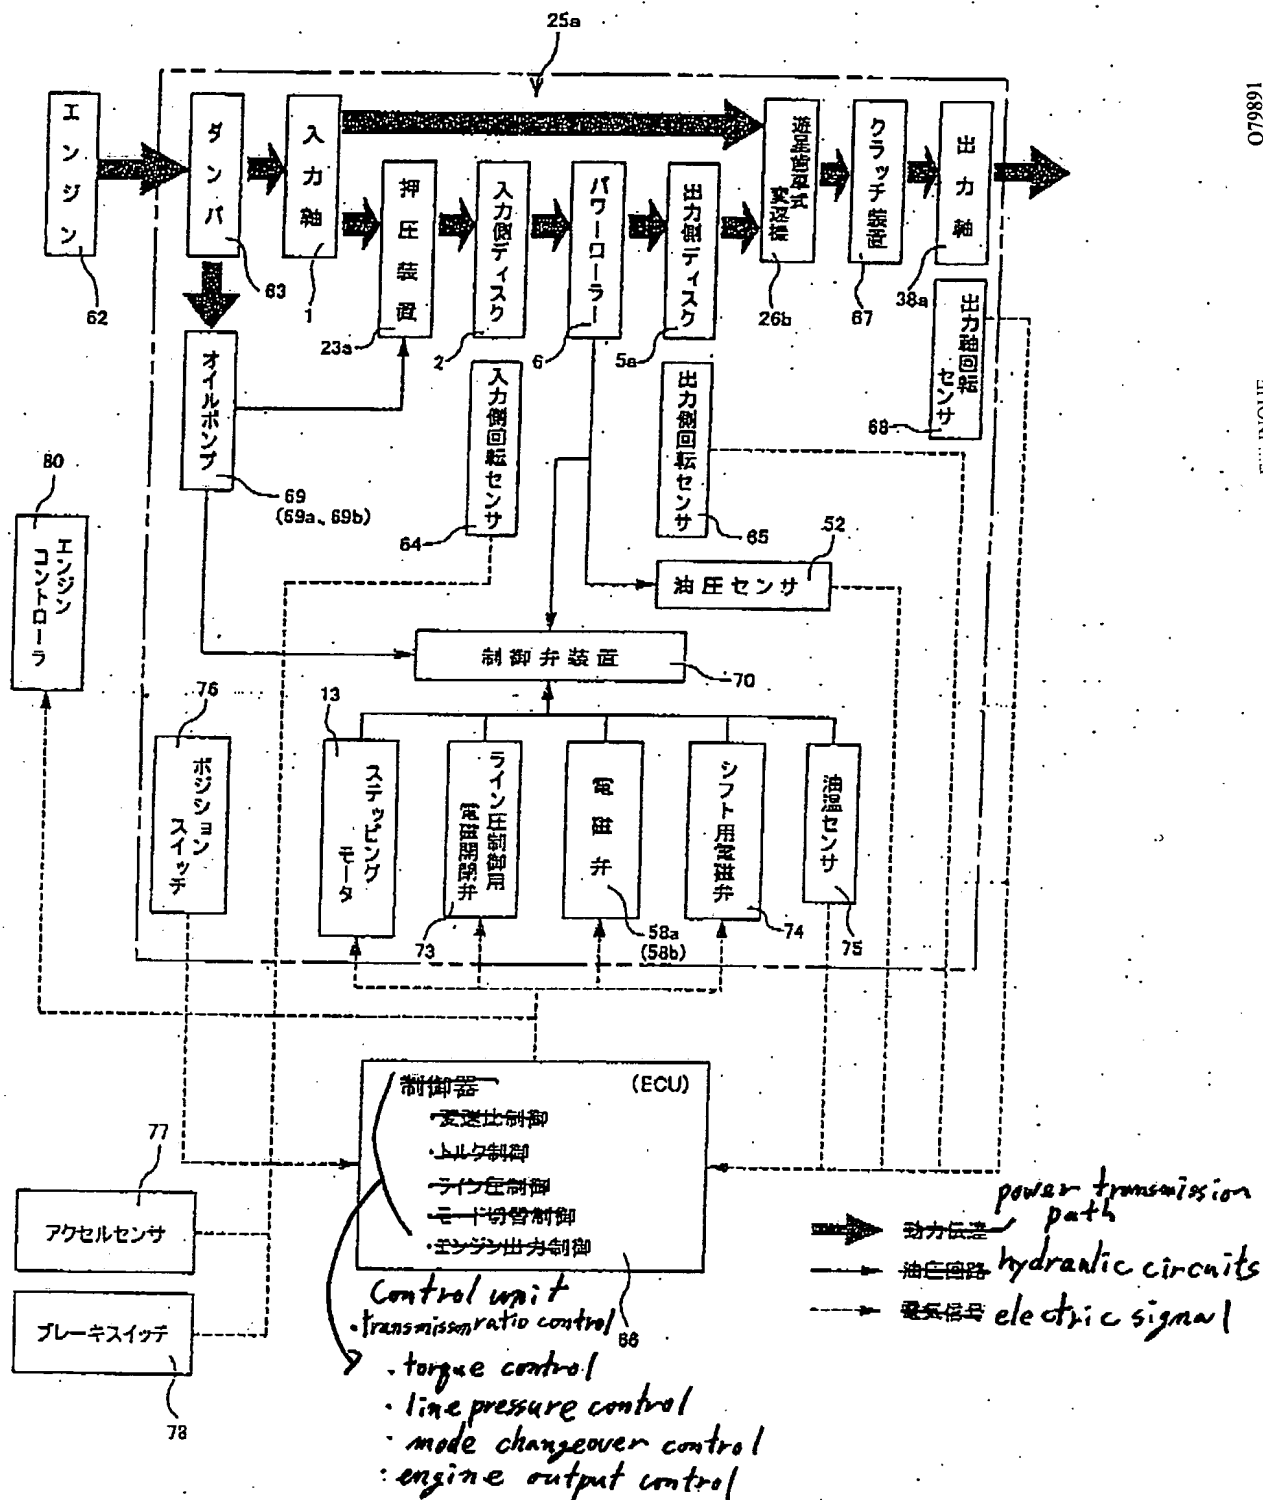 25a
O79891
エンジン
62
ダンパ
63
入力軸
1
押圧装置
23a
入力側ディスク
2
パワーローラー
6
出力側ディスク
5a
遊星歯車式
変速機
26b
クラッチ装置
67
出力軸
38a
出力軸回転
センサ
68
オイルポンプ
69
(69a、69b)
入力側回転センサ
64
出力側回転センサ
65
52
油圧センサ
80
エンジン
コントローラ
制御弁装置
70
76
ポジション
スイッチ
13
ステッピング
モータ
ライン圧制御用
電磁開閉弁
73
電磁弁
58a
(58b)
シフト用電磁弁
74
油温センサ
75
制御器
(ECU)
・変速比制御
・トルク制御
・ライン圧制御
・モード切替制御
・エンジン出力制御
66
77
アクセルセンサ
ブレーキスイッチ
78
動力伝達
power transmission
path
油圧回路
hydraulic circuits
電気信号
electric signal
Control unit
・transmisson ratio control
・torque control
・line pressure control
・mode changeover control
・engine output control